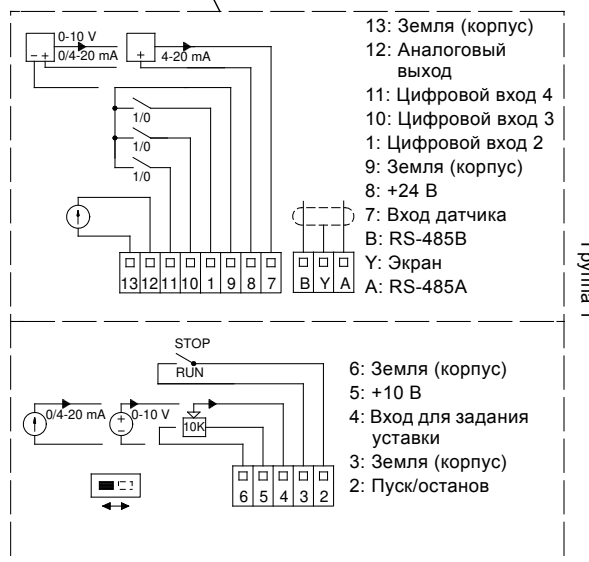 0-10 V
- +
0/4-20 mA
+
4-20 mA
1/0
1/0
1/0
13 12 11 10 1 9 8 7
B Y A
13: Земля (корпус)
12: Аналоговый
выход
11: Цифровой вход 4
10: Цифровой вход 3
1: Цифровой вход 2
9: Земля (корпус)
8: +24 В
7: Вход датчика
B: RS-485B
Y: Экран
A: RS-485A
STOP
RUN
0/4-20 mA
+
-
0-10 V
10K
6 5 4 3 2
6: Земля (корпус)
5: +10 В
4: Вход для задания
уставки
3: Земля (корпус)
2: Пуск/останов